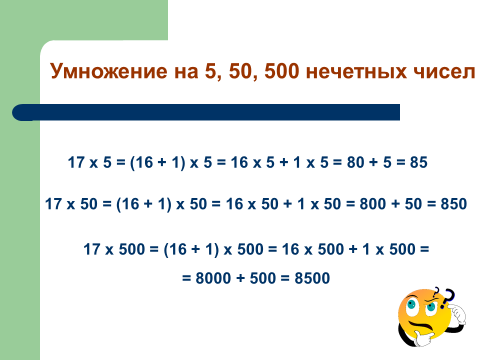 Умножение на 5, 50, 500 нечетных чисел
17 х 5 = (16 + 1) х 5 = 16 х 5 + 1 х 5 = 80 + 5 = 85
17 х 50 = (16 + 1) х 50 = 16 х 50 + 1 х 50 = 800 + 50 = 850
17 х 500 = (16 + 1) х 500 = 16 х 500 + 1 х 500 =
= 8000 + 500 = 8500
? ?